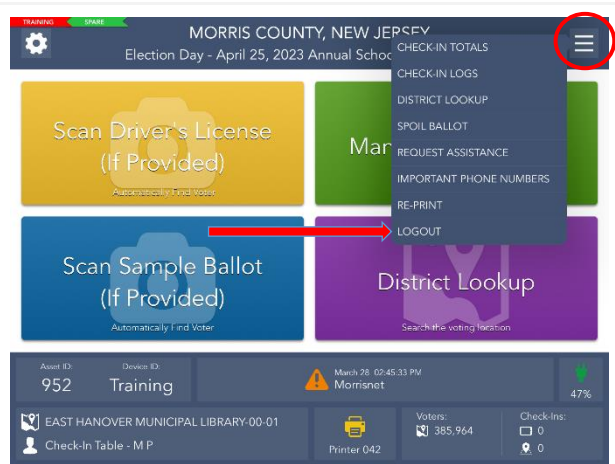 TRAINING SPARE
MORRIS COUNTY, NEW JERSEY
Election Day - April 25, 2023 Annual Schoo
CHECK-IN TOTALS
CHECK-IN LOGS
DISTRICT LOOKUP
SPOIL BALLOT
REQUEST ASSISTANCE
IMPORTANT PHONE NUMBERS
RE-PRINT
LOGOUT
Scan Driver's License
(If Provided)
Automatically Find Voter
Man
Scan Sample Ballot
(If Provided)
Automatically Find Voter
District Lookup
Search the voting location
Asset ID:
952
Device ID:
Training
March 28 02:45:33 PM
Morrisnet
47%
EAST HANOVER MUNICIPAL LIBRARY-00-01
Check-In Table - M P
Printer 042
Voters:
385,964
Check-Ins:
0
0